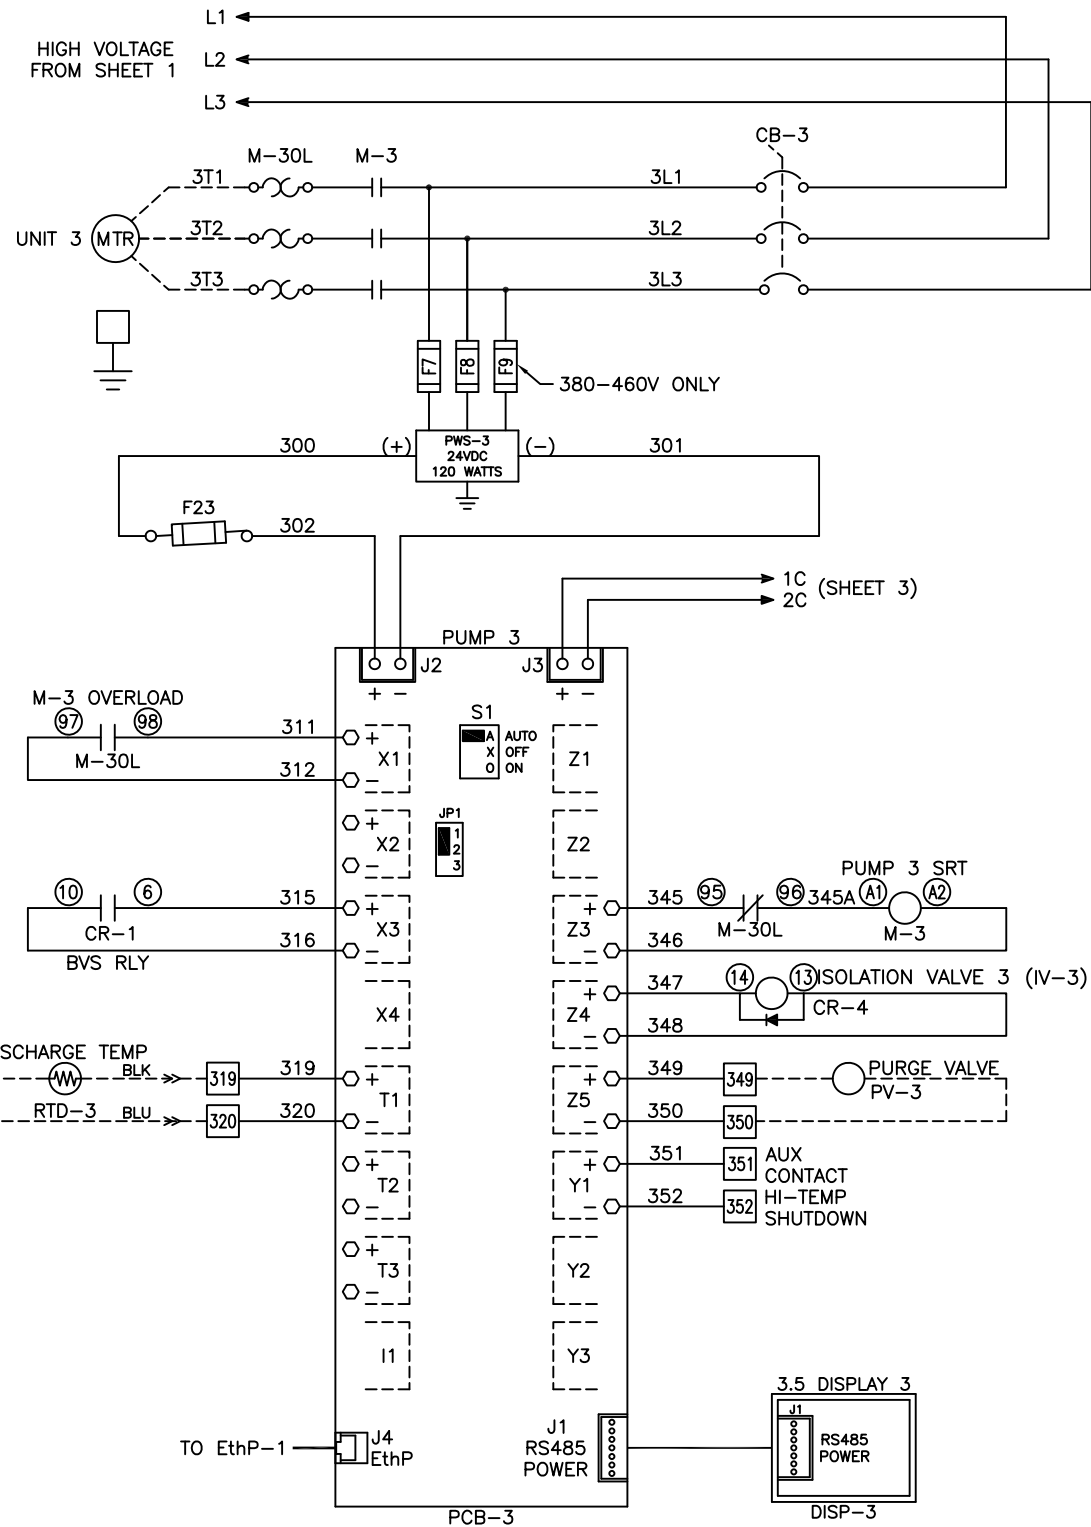 L1
HIGH VOLTAGE
FROM SHEET 1
L2
L3
CB-3
M-30L
M-3
3T1
3L1
UNIT 3
MTR
3T2
3L2
3T3
3L3
F7
F8
F9
380-460V ONLY
300
(+)
PWS-3
24VDC
120 WATTS
(-)
301
F23
302
1C
2C
(SHEET 3)
PUMP 3
J2
J3
+ -
+ -
M-3 OVERLOAD
97
98
M-30L
311
312
+
X1
-
S1
A AUTO
X OFF
O ON
Z1
JP1
1
2
3
+
X2
-
Z2
10
6
CR-1
BVS RLY
315
316
+
X3
-
+
Z3
-
345
346
95
96
M-30L
345A
PUMP 3 SRT
A1
A2
M-3
X4
+
Z4
-
347
348
14
13
ISOLATION VALVE 3 (IV-3)
CR-4
SCHARGE TEMP
BLK
319
319
RTD-3
BLU
320
320
+
T1
-
+
Z5
-
349
349
350
350
PURGE VALVE
PV-3
+
T2
-
+
Y1
-
351
351
AUX
CONTACT
352
352
HI-TEMP
SHUTDOWN
+
T3
-
Y2
I1
Y3
TO EthP-1
J4
EthP
J1
RS485
POWER
3.5 DISPLAY 3
J1
RS485
POWER
DISP-3
PCB-3